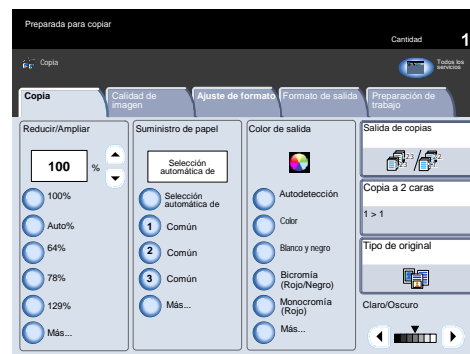 Preparada para copiar
Cantidad
1
Copia
Todos los
servicios
Copia
Calidad de
imagen
Ajuste de formato
Formato de salida
Preparación de
trabajo
Reducir/Ampliar
100
%
100%
Auto%
64%
78%
129%
Más...
Suministro de papel
Selección
automática de
Selección
automática de
1 Común
2 Común
3 Común
Más...
Color de salida
Autodetección
Color
Blanco y negro
Bicromía
(Rojo/Negro)
Monocromía
(Rojo)
Más...
Salida de copias
Copia a 2 caras
1 > 1
Tipo de original
Claro/Oscuro